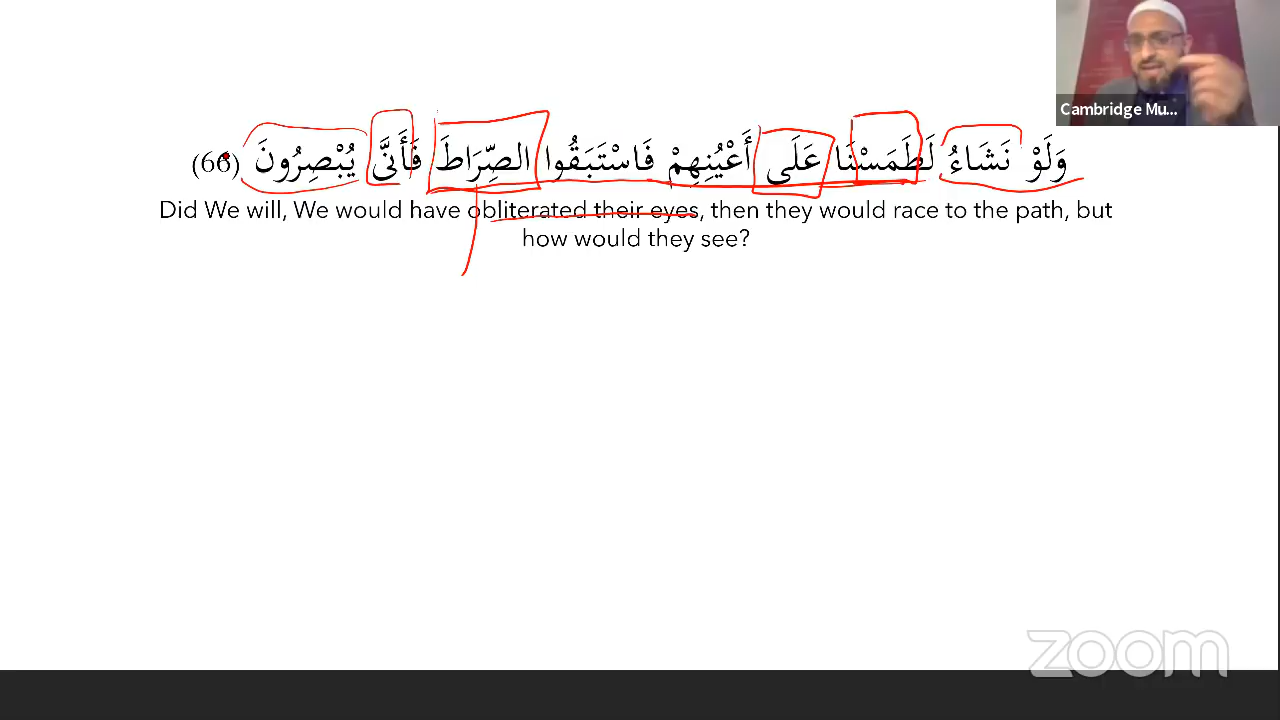 Cambridge Mu...
وَلَوْ نَشَاءُ لَطَمَسْنَا عَلَى أَعْيُنِهِمْ فَاسْتَبَقُوا الصِّرَاطَ فَأَنَّى يُبْصِرُونَ (66)
Did We will, We would have obliterated their eyes, then they would race to the path, but
how would they see?
zoom